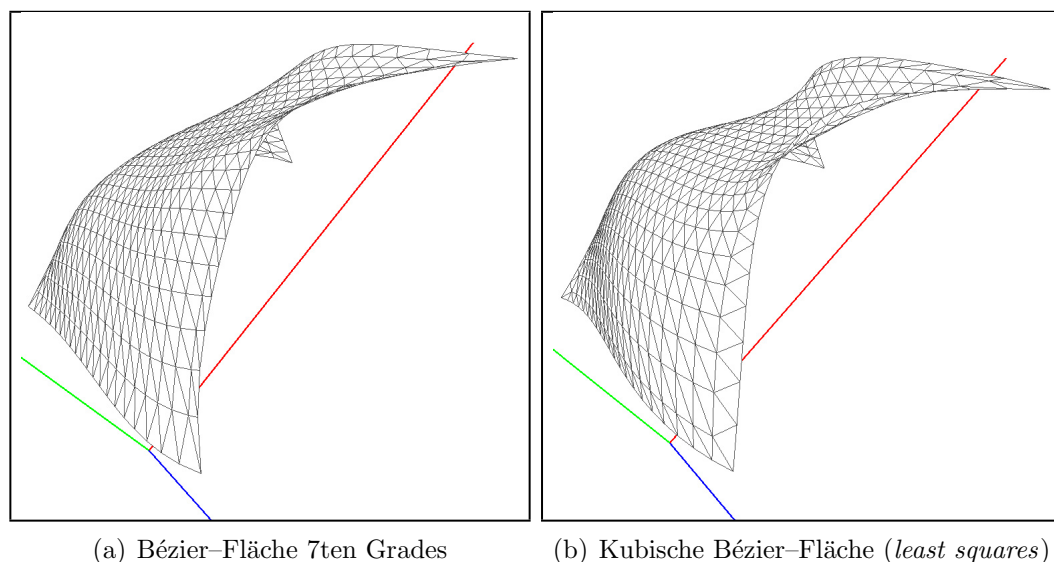 (a) Bézier–Fläche 7ten Grades
(b) Kubische Bézier–Fläche (least squares)